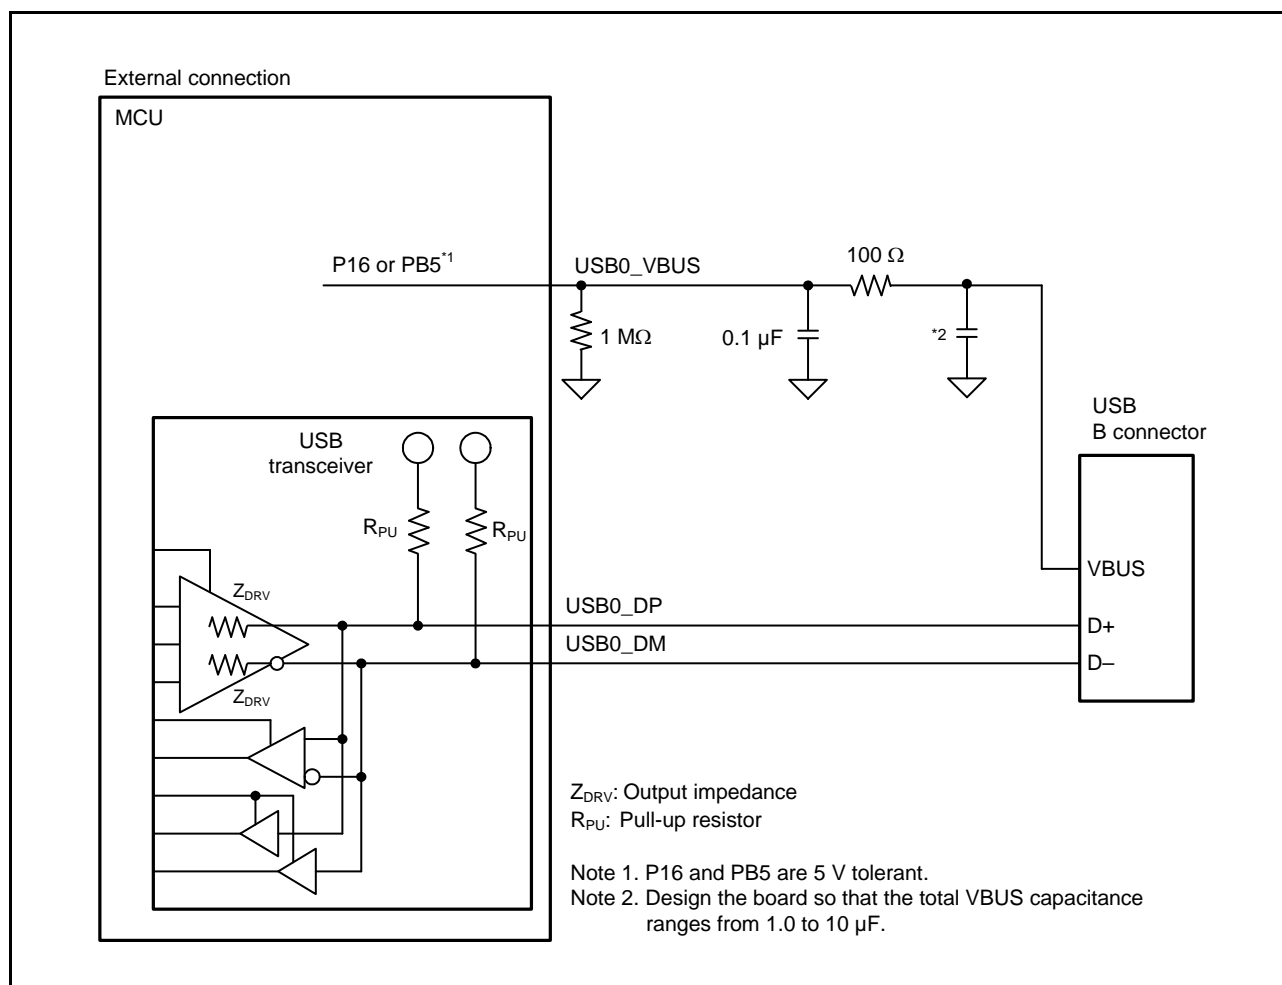 External connection
MCU
P16 or PB5*1
USB0_VBUS
100 Ω
1 MΩ
0.1 µF
*2
USB
B connector
USB
transceiver
RPU
RPU
VBUS
ZDRV
USB0_DP
D+
USB0_DM
D–
ZDRV
ZDRV: Output impedance
RPU: Pull-up resistor
Note 1. P16 and PB5 are 5 V tolerant.
Note 2. Design the board so that the total VBUS capacitance
ranges from 1.0 to 10 µF.